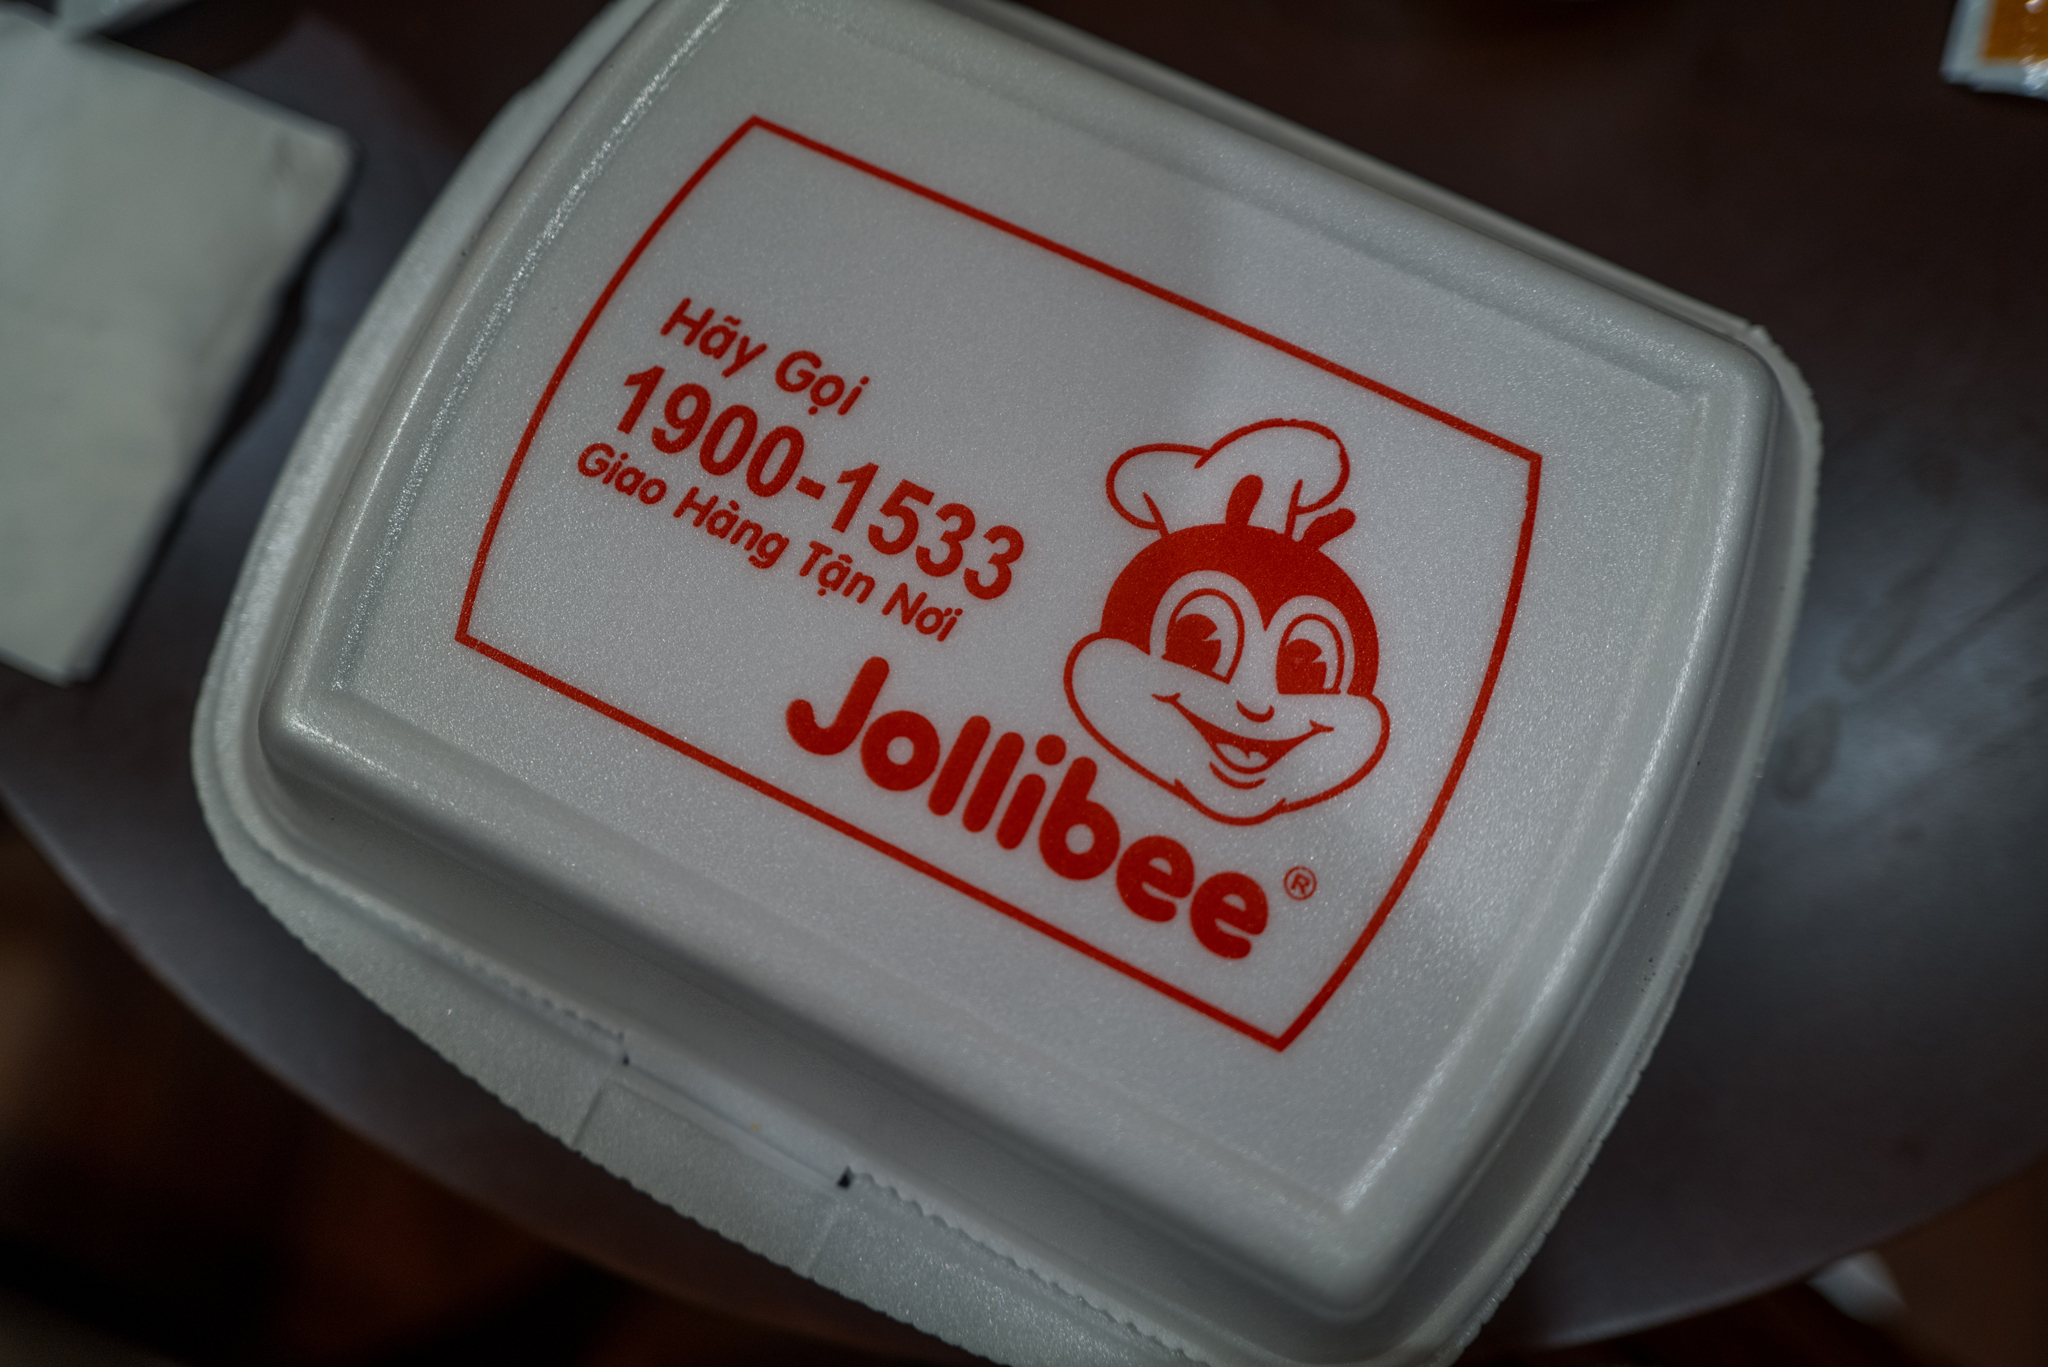 Hãy Gọi
1900-1533
Giao Hàng Tận Nơi
Jollibee®